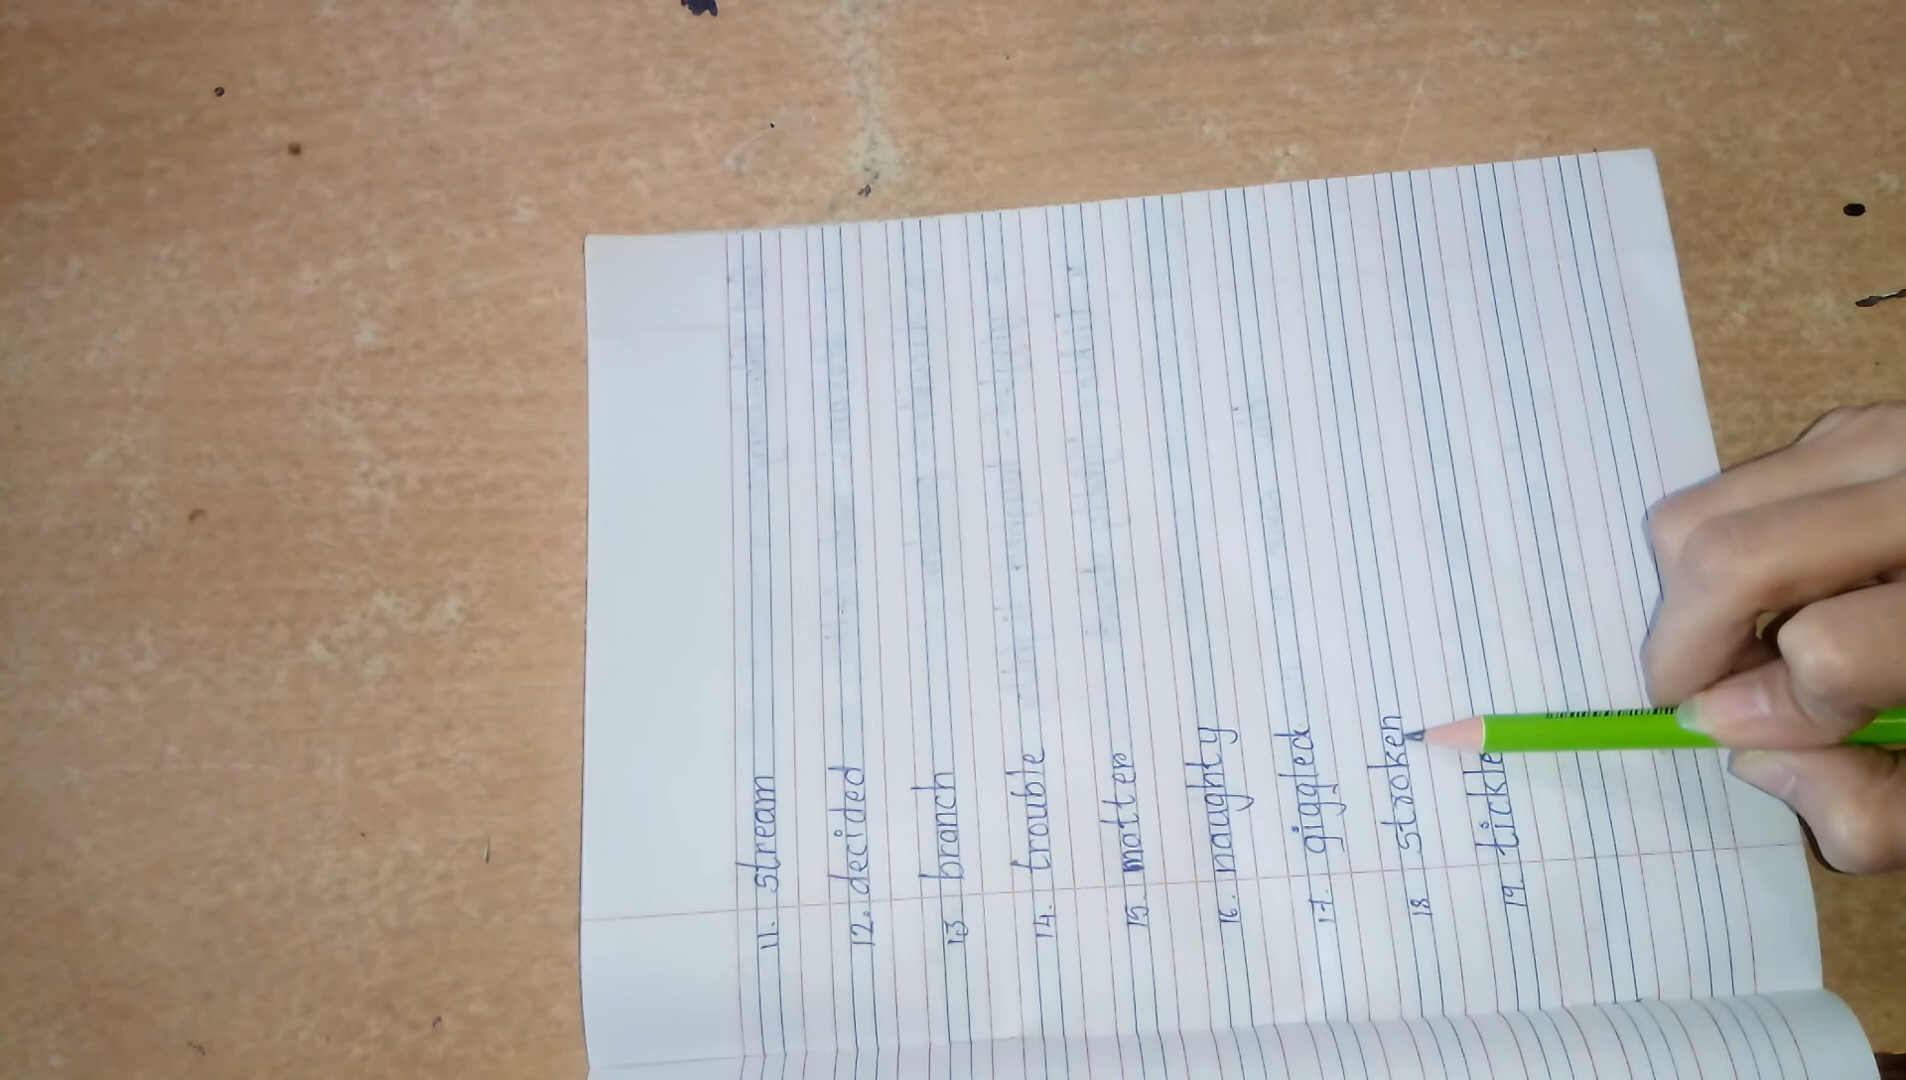 11. stream
12. decided
13 branch
14. trouble
15. matter
16. naughty
17. giggled
18 stroken
19. tickle